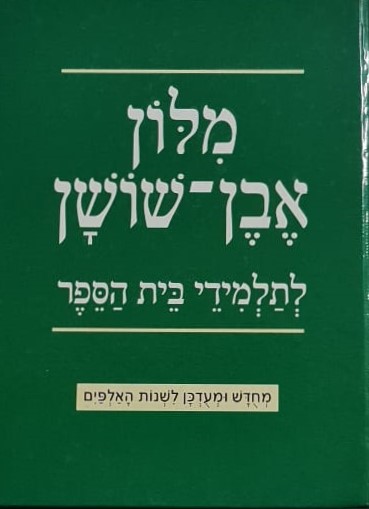 מִלּוֹן
אֶבֶן־שׁוֹשָׁן
לְתַלְמִידֵי בֵּית הַסֵּפֶר
מְחֻדָּשׁ וּמְעֻדְכָּן לִשְׁנוֹת הָאַלְפַּיִם